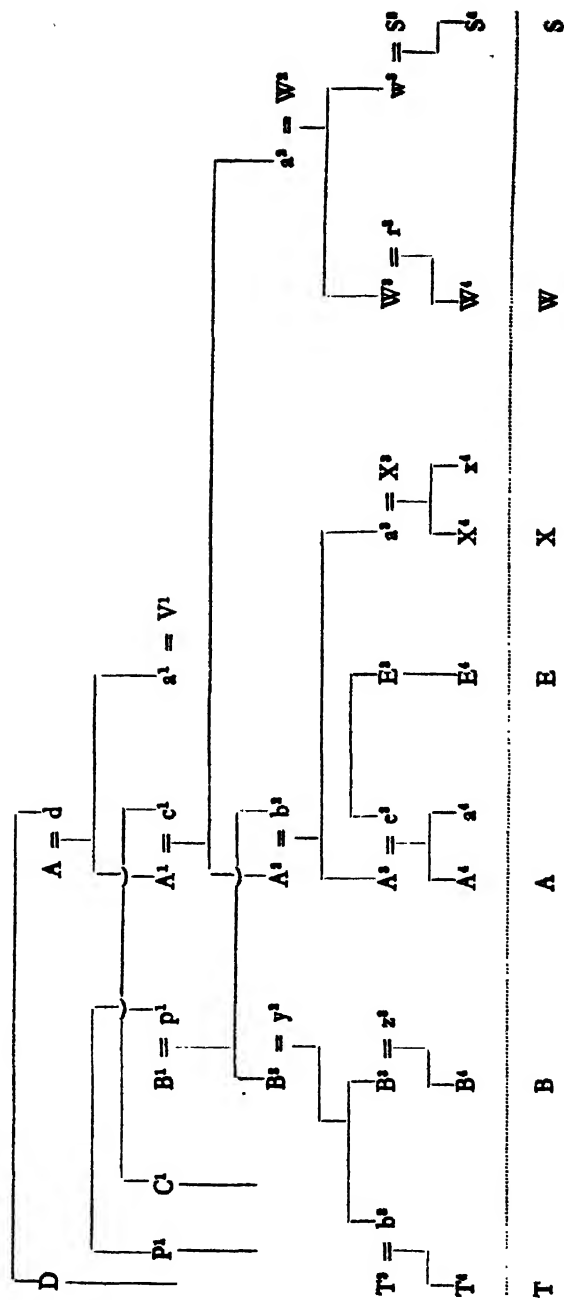 D A = d
P¹ C¹ B¹ = p¹ A¹ = c¹ a¹ = V¹
B² = y² A² = b² a² = W²
T³ = b³ B³ = z³ A³ = e³ E³ a³ = X³ W³ = r³ w³ = S³
T⁴ B⁴ A⁴ a⁴ E⁴ X⁴ x⁴ W⁴ S⁴
T B A E X W S